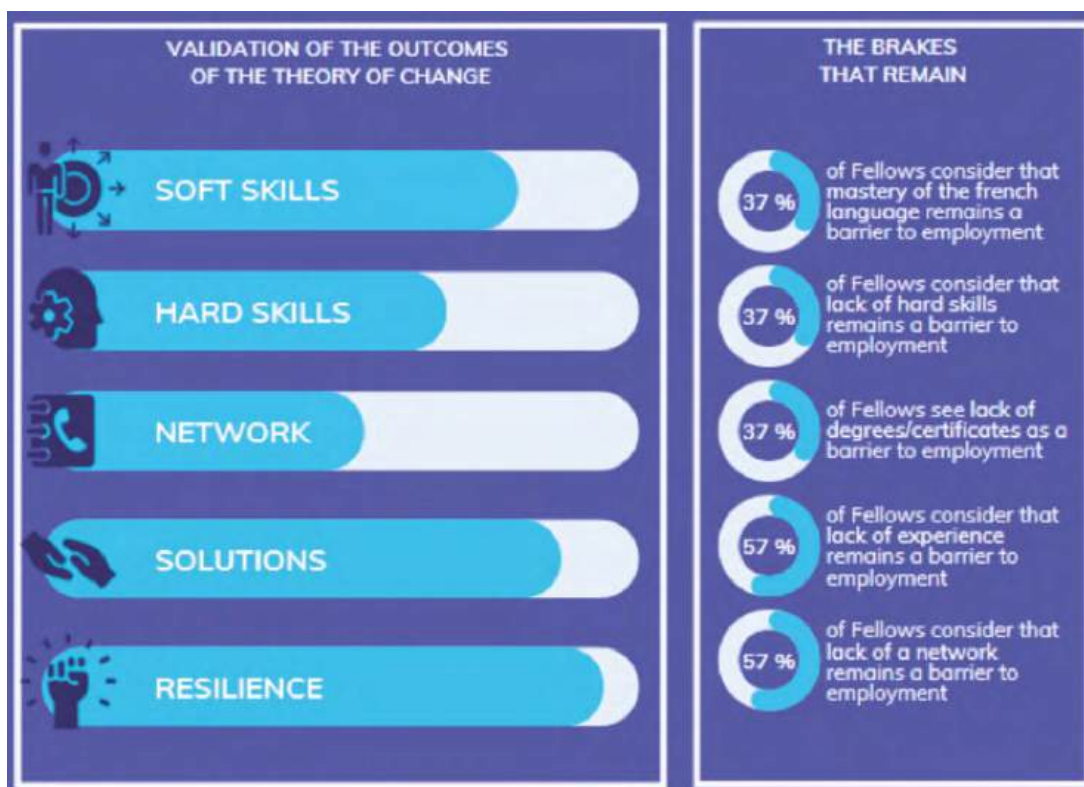 VALIDATION OF THE OUTCOMES
OF THE THEORY OF CHANGE
SOFT SKILLS
HARD SKILLS
NETWORK
SOLUTIONS
RESILIENCE
THE BRAKES
THAT REMAIN
37 %
of Fellows consider that
mastery of the french
language remains a
barrier to employment
37 %
of Fellows consider that
lack of hard skills
remains a barrier to
employment
37 %
of Fellows see lack of
degrees/certificates as a
barrier to employment
57 %
of Fellows consider that
lack of experience
remains a barrier to
employment
57 %
of Fellows consider that
lack of a network
remains a barrier to
employment